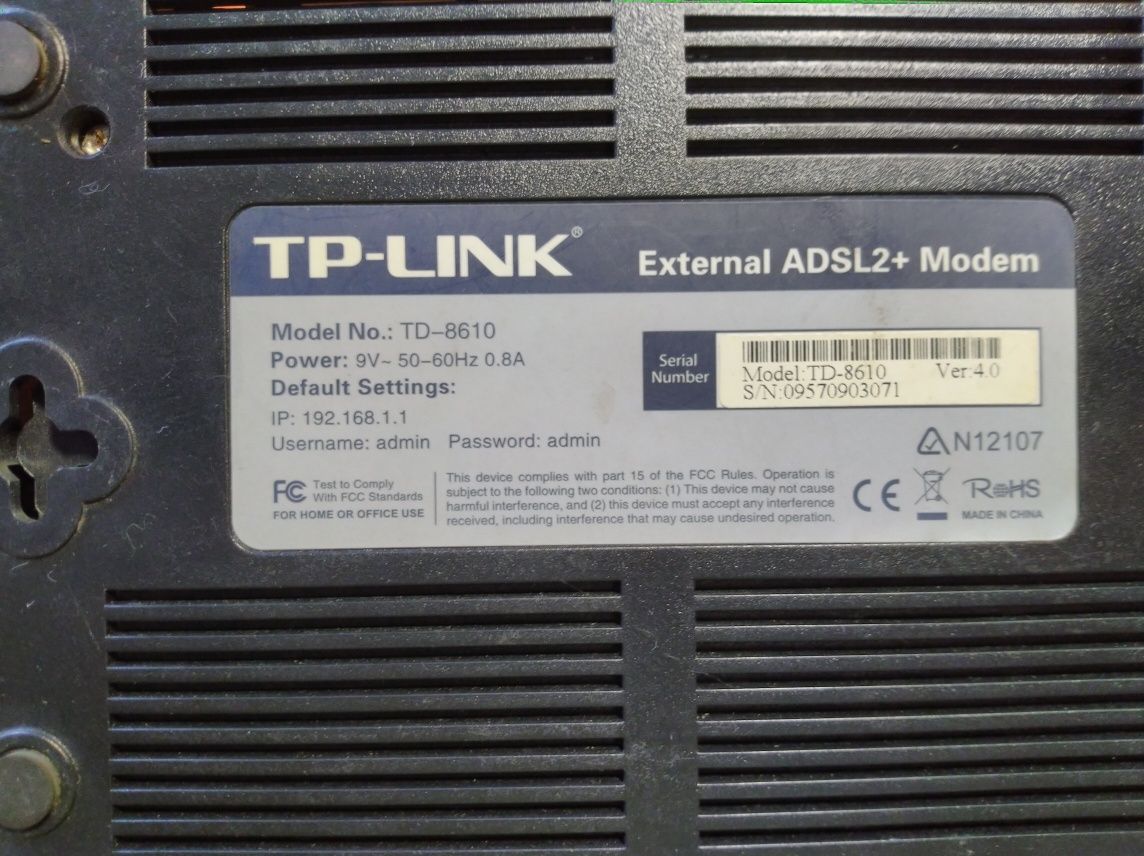 TP-LINK®
External ADSL2+ Modem
Model No.: TD-8610
Power: 9V~ 50-60Hz 0.8A
Default Settings:
IP: 192.168.1.1
Username: admin Password: admin
Serial
Number
Model:TD-8610 Ver:4.0
S/N:09570903071
N12107
FC Test to Comply
With FCC Standards
FOR HOME OR OFFICE USE
This device complies with part 15 of the FCC Rules. Operation is
subject to the following two conditions: (1) This device may not cause
harmful interference, and (2) this device must accept any interference
received, including interference that may cause undesired operation.
CE
RoHS
MADE IN CHINA